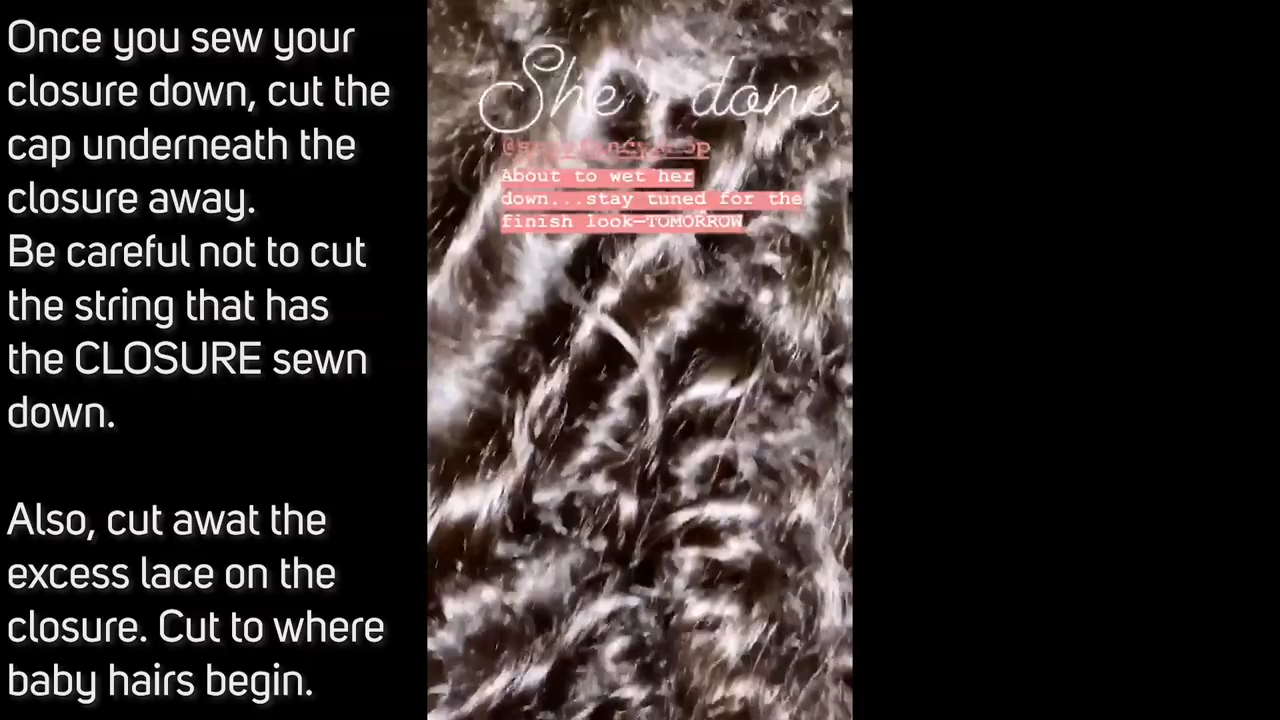 Once you sew your
closure down, cut the
cap underneath the
closure away.
Be careful not to cut
the string that has
the CLOSURE sewn
down.
Also, cut awat the
excess lace on the
closure. Cut to where
baby hairs begin.
She's done
About to wet her
down...stay tuned for the
finish look—TOMORROW